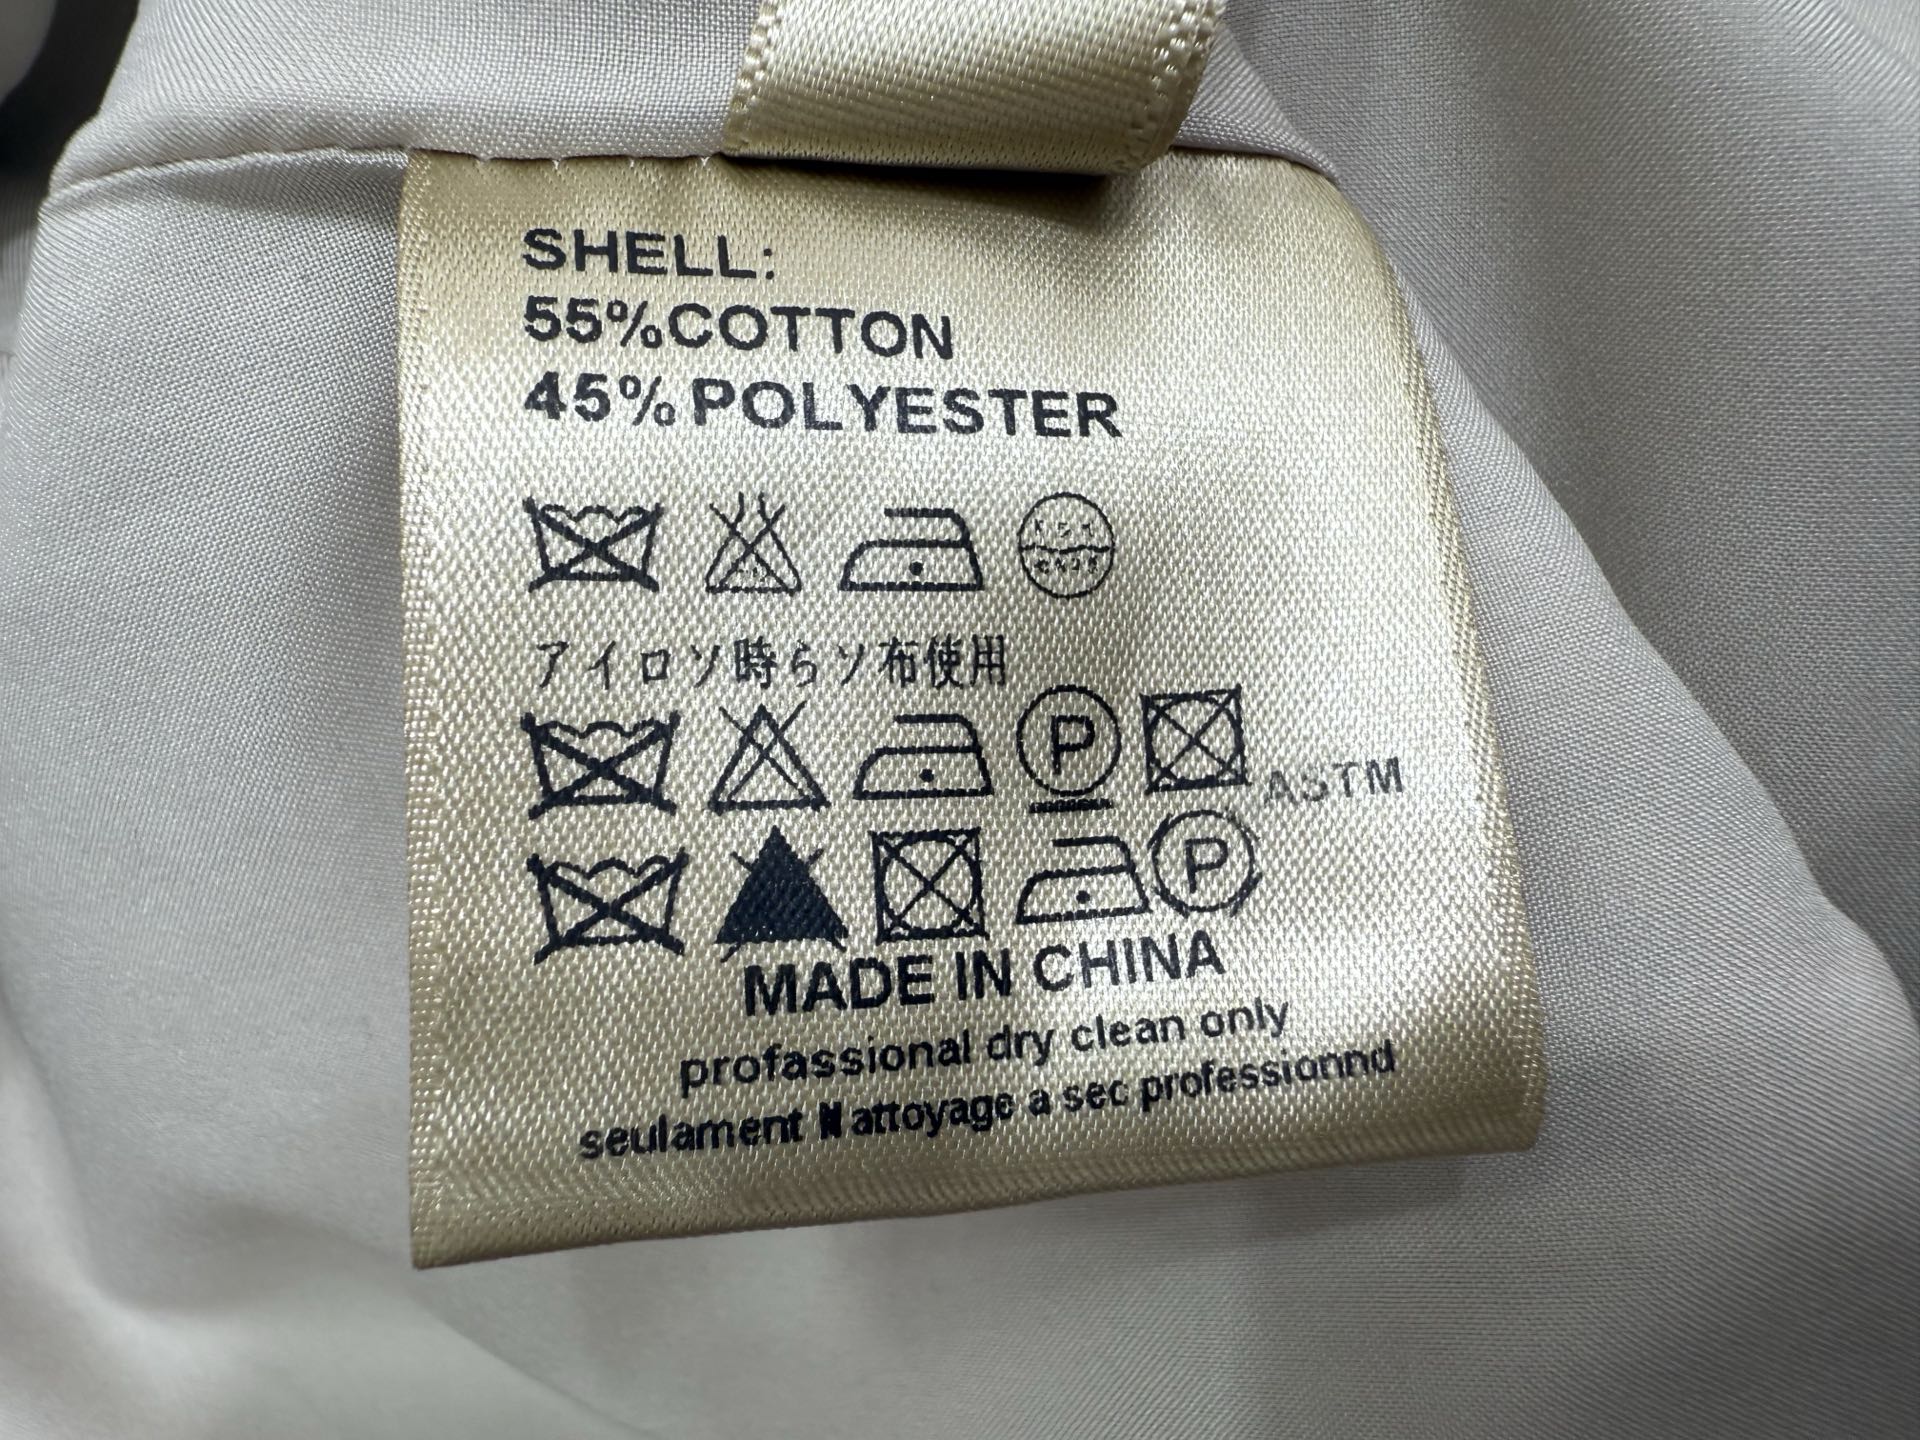 SHELL:
55%COTTON
45%POLYESTER
アイロソ時らソ布使用
P
ASTM
P
MADE IN CHINA
profassional dry clean only
seulament Nattoyage a sec professionnd